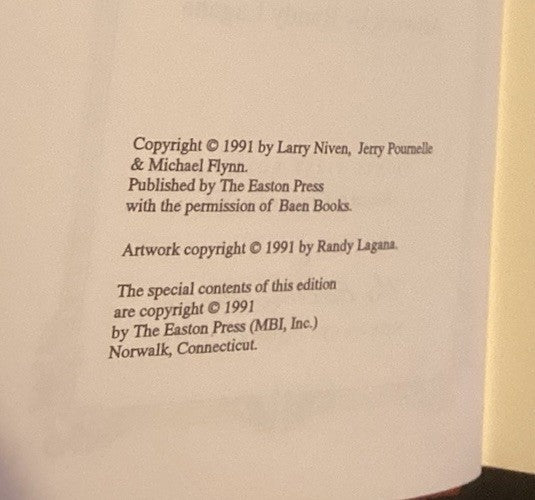 Copyright © 1991 by Larry Niven, Jerry Pournelle
& Michael Flynn.
Published by The Easton Press
with the permission of Baen Books.
Artwork copyright © 1991 by Randy Lagana.
The special contents of this edition
are copyright © 1991
by The Easton Press (MBI, Inc.)
Norwalk, Connecticut.